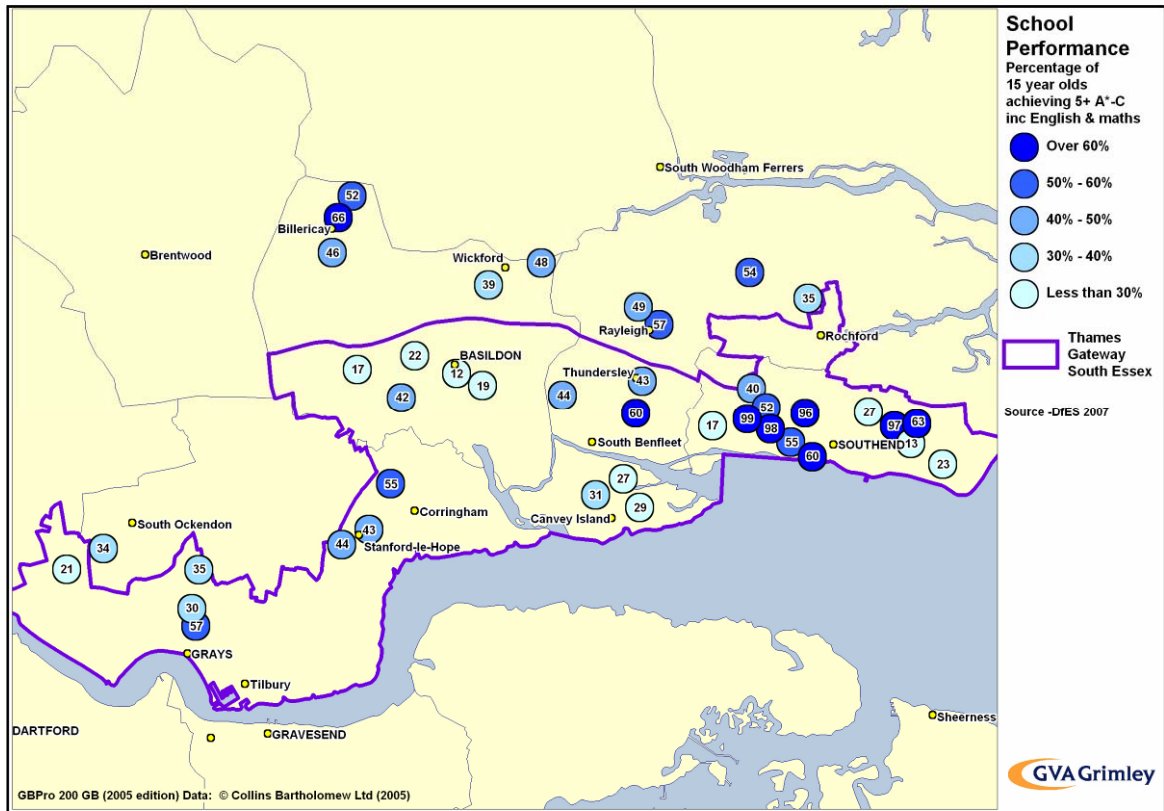 School
Performance
Percentage of
15 year olds
achieving 5+ A*-C
inc English & maths
Over 60%
50% - 60%
40% - 50%
30% - 40%
Less than 30%
Thames
Gateway
South Essex
Source -DfES 2007
GVAGrimley
South Woodham Ferrers
52
66
Billericay
46
Brentwood
Wickford
48
39
54
35
49
57
Rayleigh
Rochford
22
17
BASILDON
12
19
42
Thundersley
43
44
60
40
52
99
98
96
55
60
17
27
97
63
13
23
SOUTHEND
South Benfleet
27
31
29
Canvey Island
55
Corringham
43
44
Stanford-le-Hope
South Ockendon
34
21
35
30
57
GRAYS
Tilbury
DARTFORD
GRAVESEND
Sheerness
GBPro 200 GB (2005 edition) Data: © Collins Bartholomew Ltd (2005)